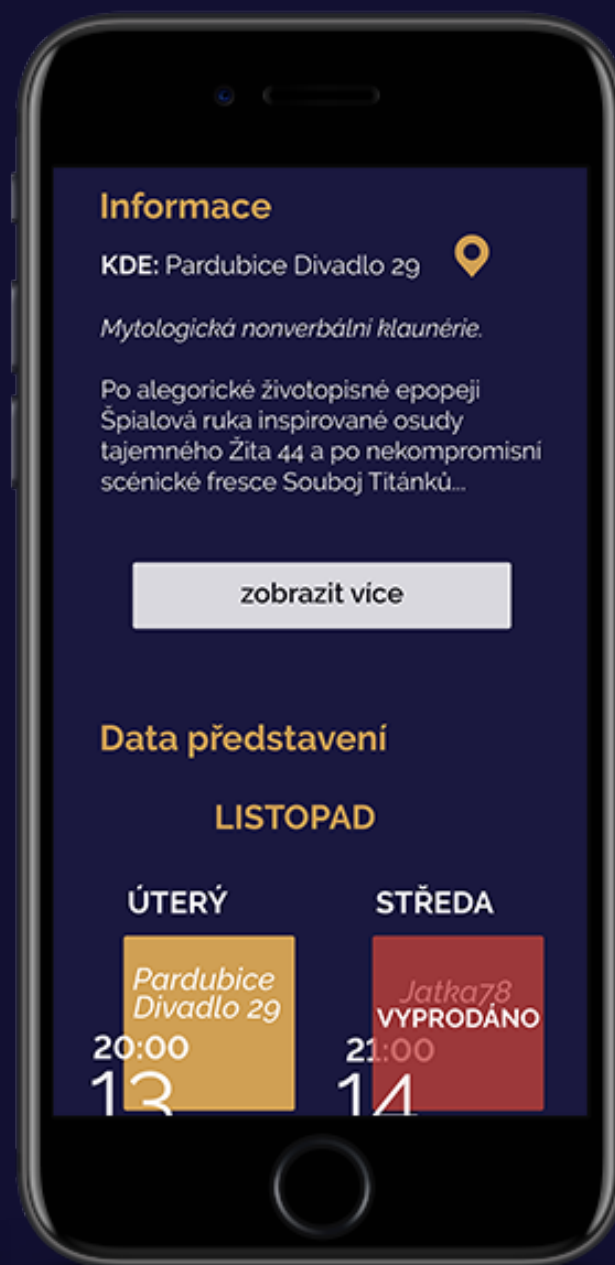 Informace
KDE: Pardubice Divadlo 29
Mytologická nonverbální klaunérie.
Po alegorické životopisné epopeji
Špialová ruka inspirované osudy
tajemného Žita 44 a po nekompromisní
scénické fresce Souboj Titánků...
zobrazit více
Data představení
LISTOPAD
ÚTERÝ
Pardubice
Divadlo 29
20:00
13
STŘEDA
Jatka78
VYPRODÁNO
21:00
14